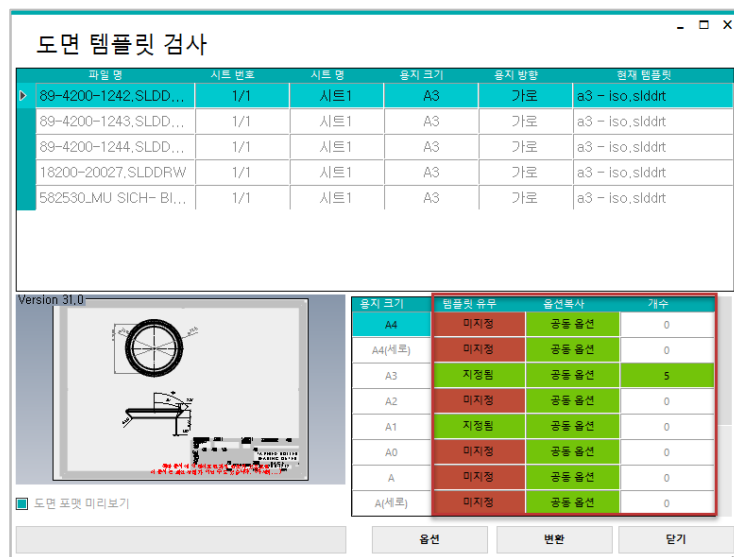 도면 템플릿 검사
파일 명 시트 번호 시트 명 용지 크기 용지 방향 현재 템플릿
89-4200-1242.SLDD... 1/1 시트1 A3 가로 a3 - iso.slddrt
89-4200-1243.SLDD... 1/1 시트1 A3 가로 a3 - iso.slddrt
89-4200-1244.SLDD... 1/1 시트1 A3 가로 a3 - iso.slddrt
18200-20027.SLDDRW 1/1 시트1 A3 가로 a3 - iso.slddrt
582530_MU SICH- BI... 1/1 시트1 A3 가로 a3 - iso.slddrt
Version 31.0
용지 크기 템플릿 유무 옵션복사 개수
A4 미지정 공동 옵션 0
A4(세로) 미지정 공동 옵션 0
A3 지정됨 공동 옵션 5
A2 미지정 공동 옵션 0
A1 지정됨 공동 옵션 0
A0 미지정 공동 옵션 0
A 미지정 공동 옵션 0
A(세로) 미지정 공동 옵션 0
도면 포맷 미리보기
옵션 변환 닫기